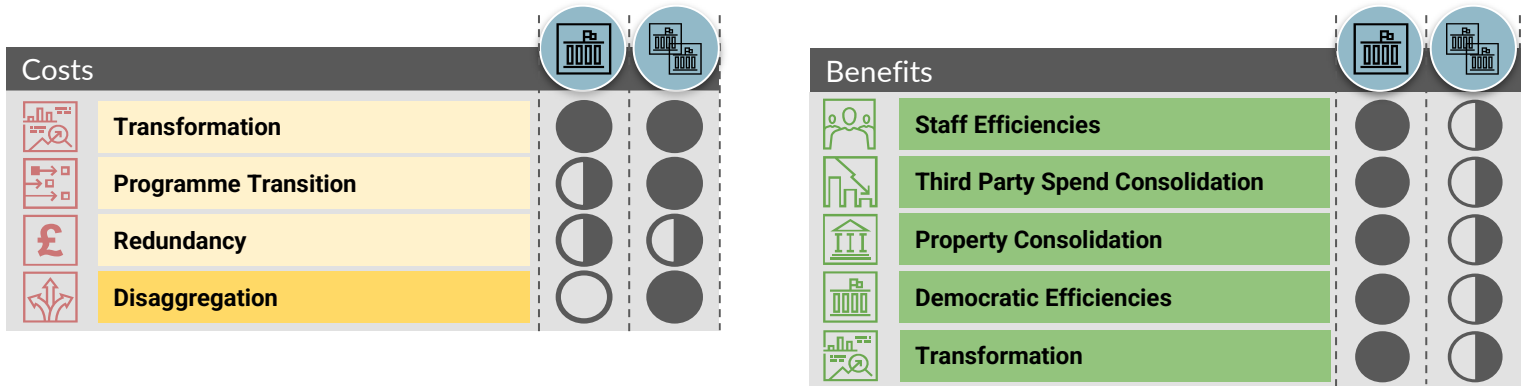 Costs
Transformation
Programme Transition
£
Redundancy
Disaggregation
Benefits
Staff Efficiencies
Third Party Spend Consolidation
Property Consolidation
Democratic Efficiencies
Transformation